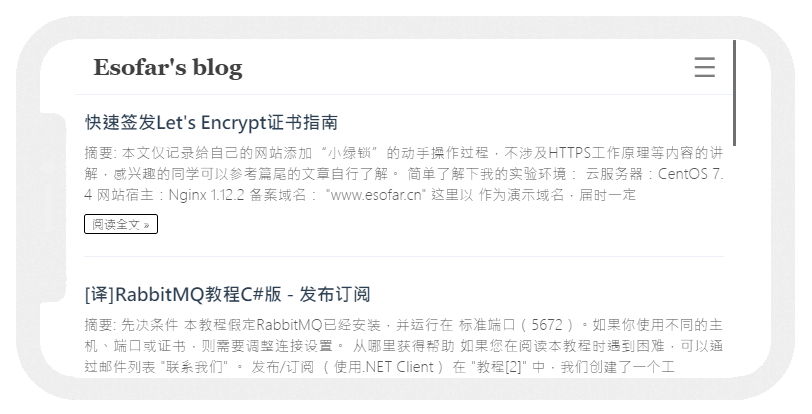 Esofar's blog
快速签发Let's Encrypt证书指南
摘要: 本文仅记录给自己的网站添加“小绿锁”的动手操作过程，不涉及HTTPS工作原理等内容的讲
解，感兴趣的同学可以参考篇尾的文章自行了解。 简单了解下我的实验环境： 云服务器：CentOS 7.
4 网站宿主：Nginx 1.12.2 备案域名： "www.esofar.cn" 这里以 作为演示域名，届时一定
阅读全文 »
[译]RabbitMQ教程C#版 - 发布订阅
摘要: 先决条件 本教程假定RabbitMQ已经安装，并运行在 标准端口（5672）。如果你使用不同的主
机、端口或证书，则需要调整连接设置。 从哪里获得帮助 如果您在阅读本教程时遇到困难，可以通
过邮件列表 "联系我们" 。 发布/订阅 （使用.NET Client） 在 "教程[2]" 中，我们创建了一个工